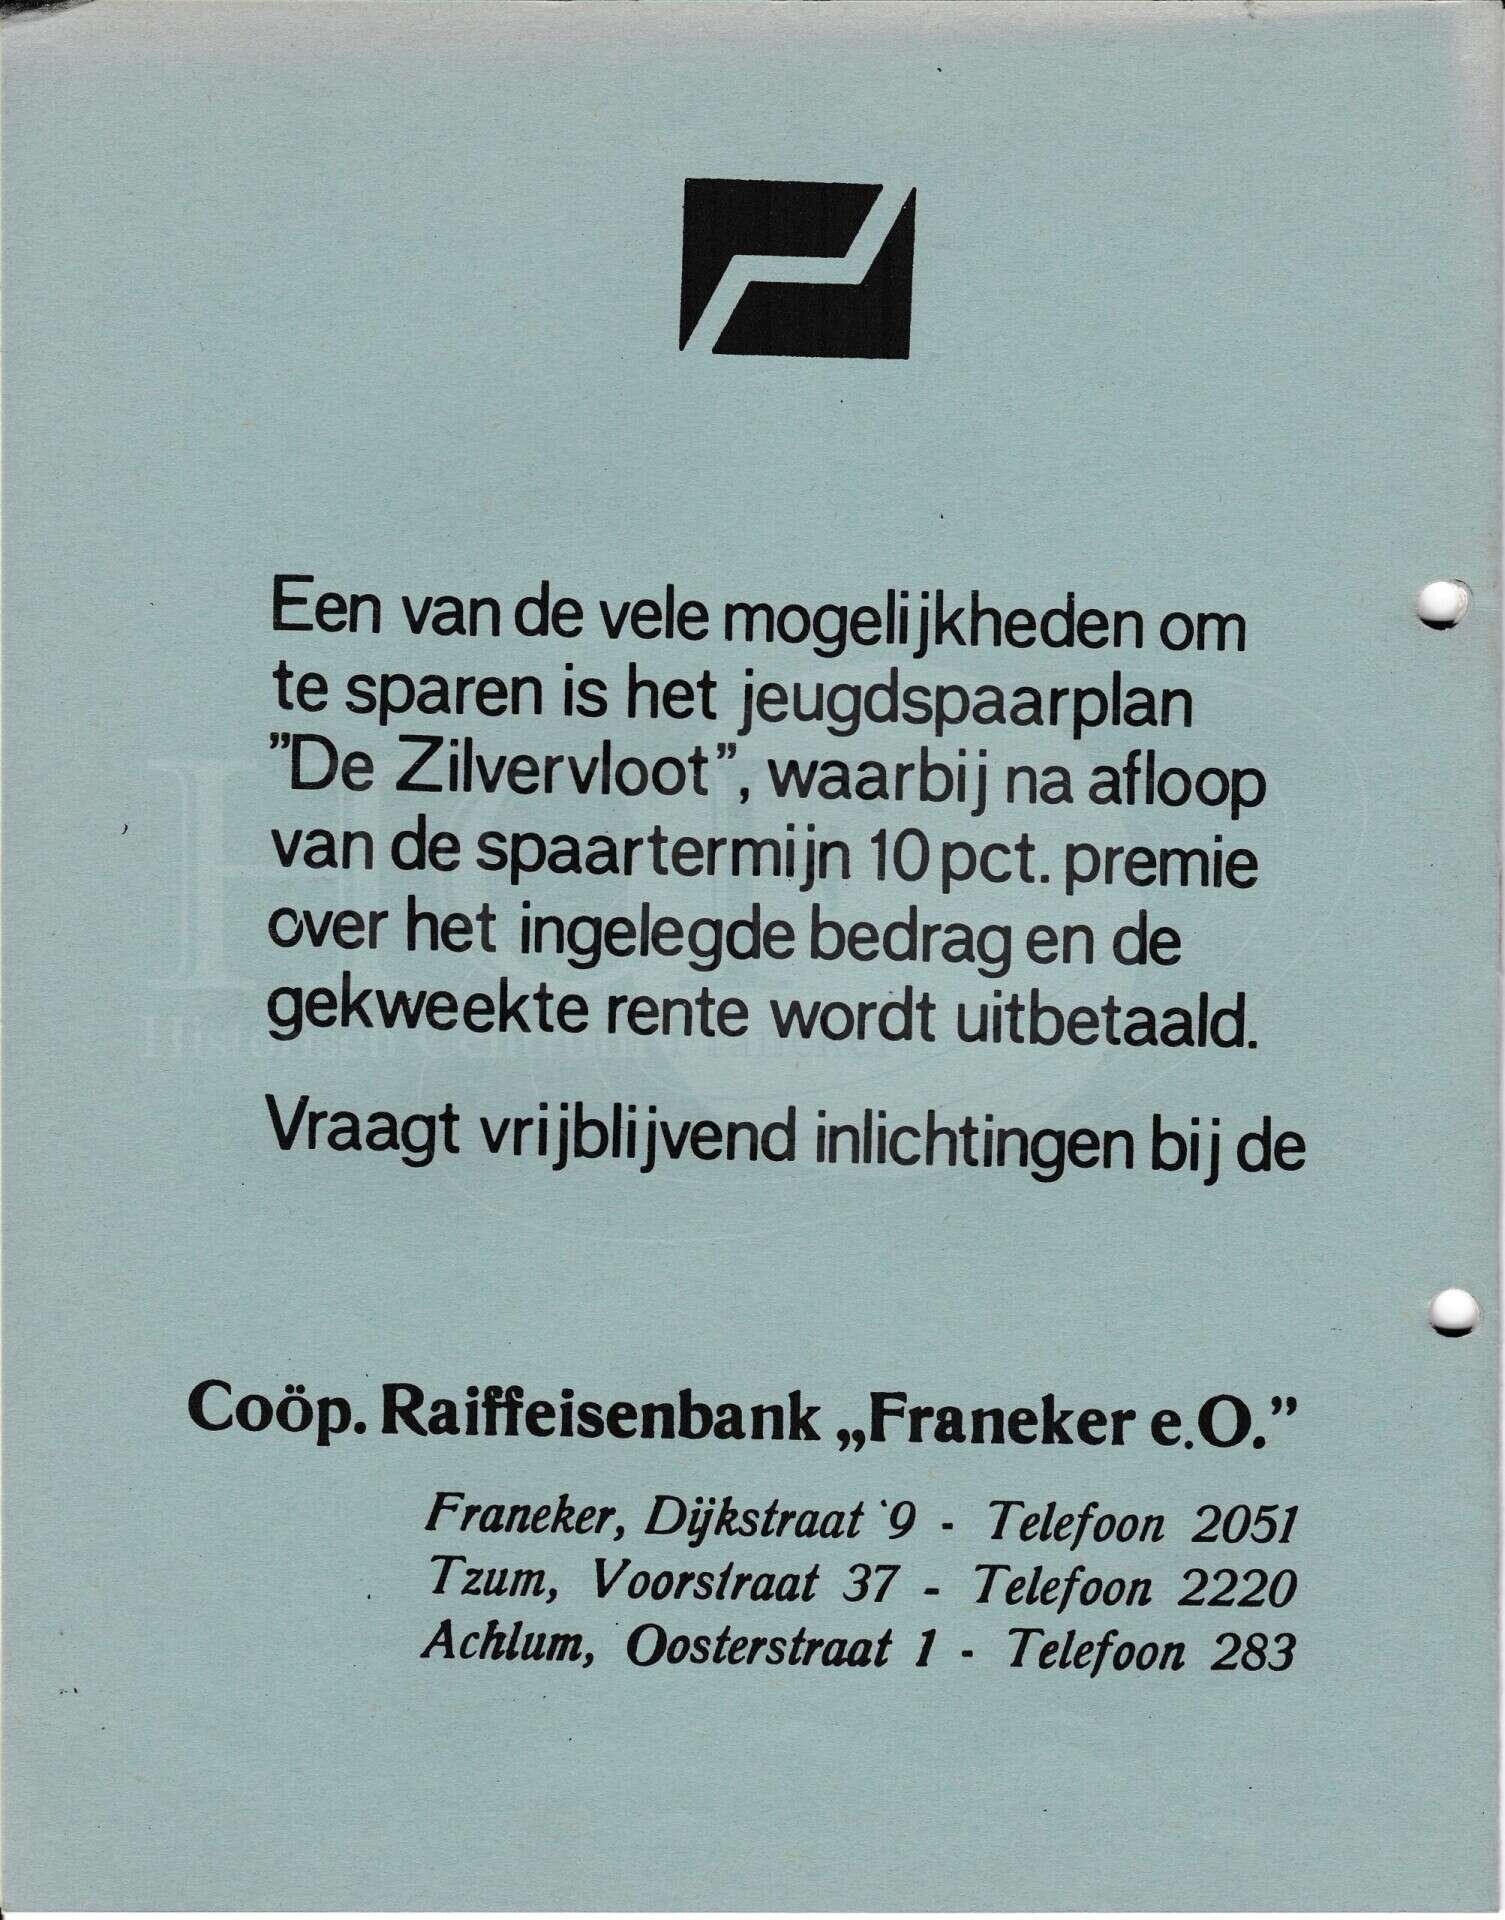 Een van de vele mogelijkheden om
te sparen is het jeugdspaarplan
”De Zilvervloot”, waarbij na afloop
van de spaartermijn 10 pct. premie
over het ingelegde bedrag en de
gekweekte rente wordt uitbetaald.
Vraagt vrijblijvend inlichtingen bij de
Coöp. Raiffeisenbank „Franeker e.O.”
Franeker, Dijkstraat 9 - Telefoon 2051
Tzum, Voorstraat 37 - Telefoon 2220
Achlum, Oosterstraat 1 - Telefoon 283